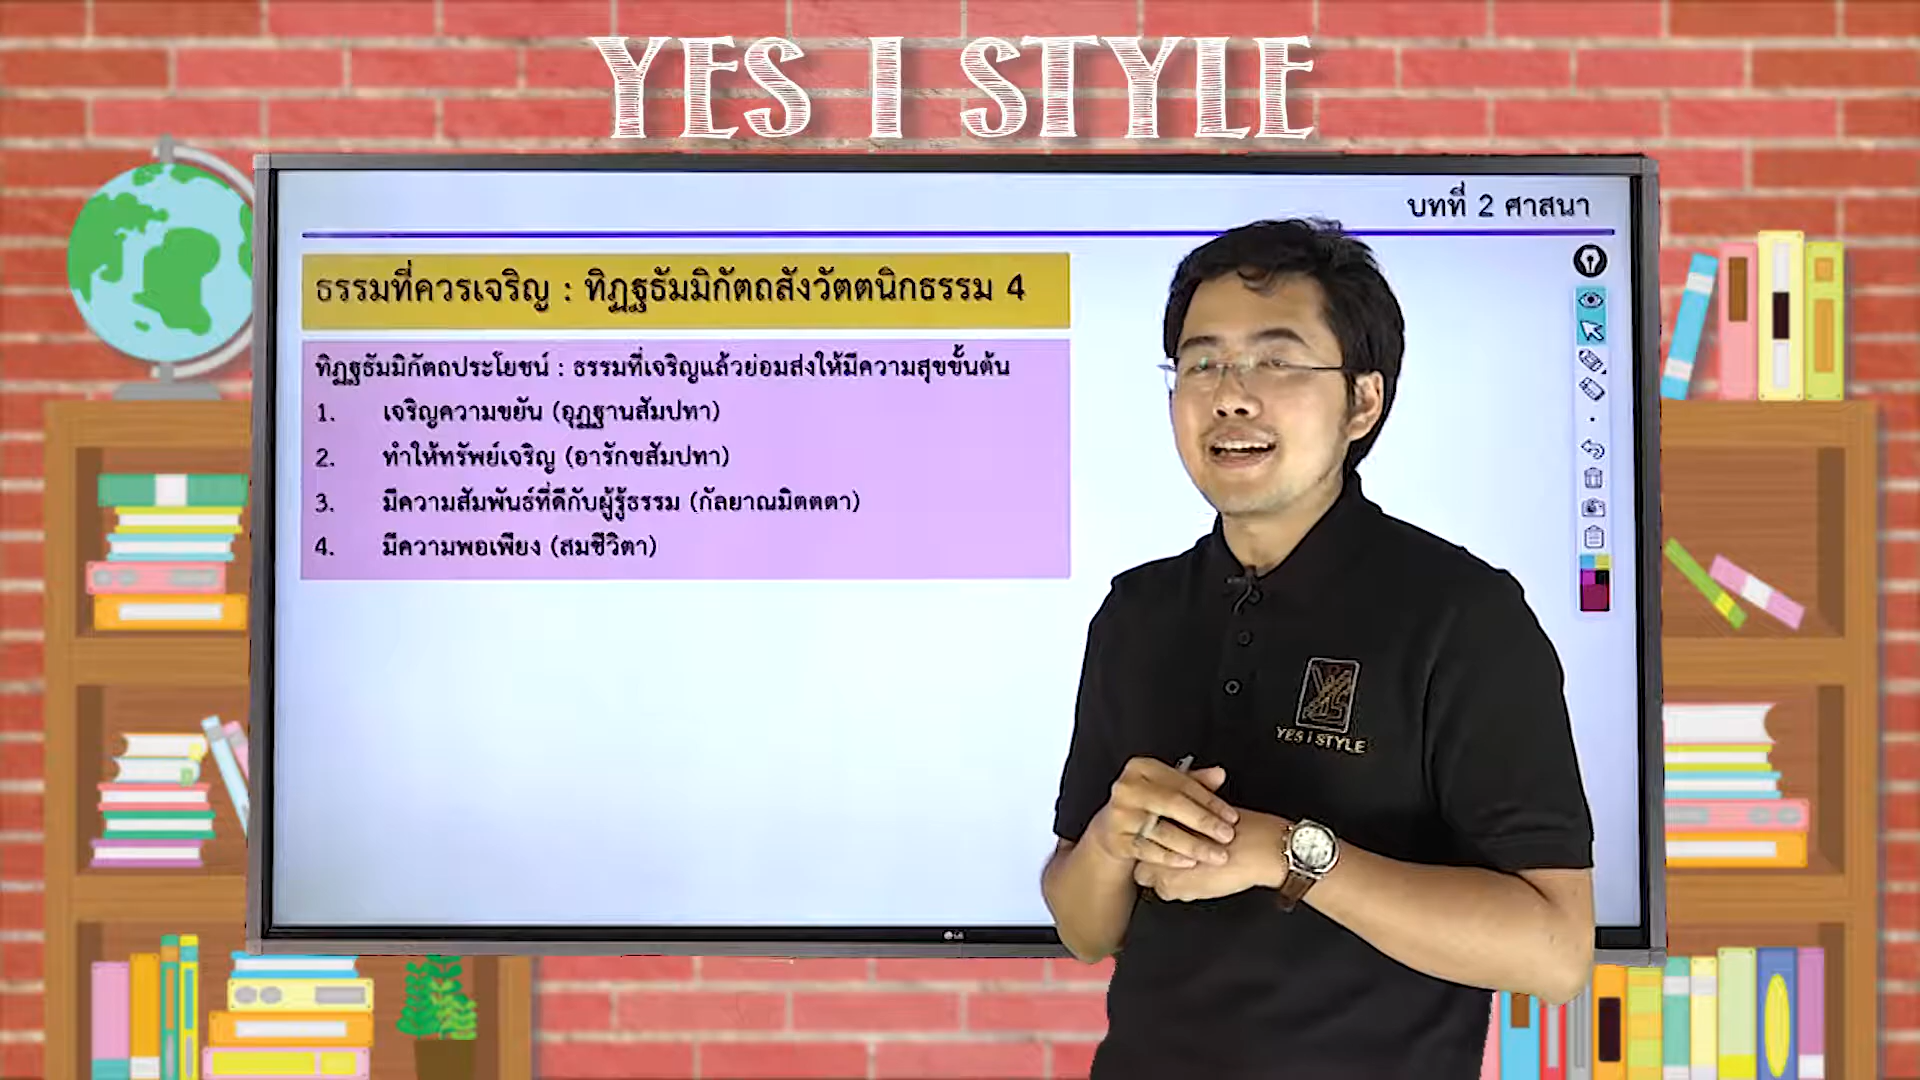 YES I STYLE
บทที่ 2 ศาสนา
ธรรมที่ควรเจริญ : ทิฏฐธัมมิกัตถสังวัตตนิกธรรม 4
ทิฏฐธัมมิกัตถประโยชน์ : ธรรมที่เจริญแล้วย่อมส่งให้มีความสุขขั้นต้น
1. เจริญความขยัน (อุฏฐานสัมปทา)
2. ทำให้ทรัพย์เจริญ (อารักขสัมปทา)
3. มีความสัมพันธ์ที่ดีกับผู้รู้ธรรม (กัลยาณมิตตตา)
4. มีความพอเพียง (สมชีวิตา)
YES i STYLE
LG